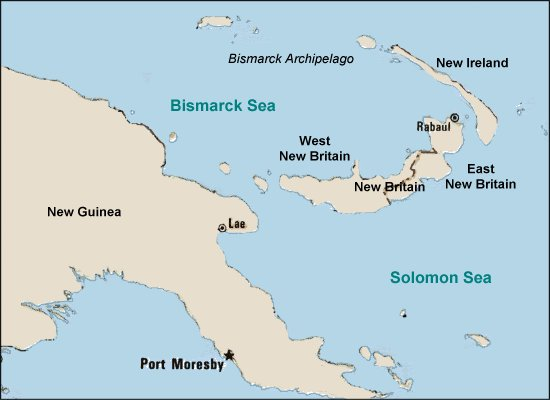 Bismarck Archipelago
New Ireland
Bismarck Sea
Rabaul
West
New Britain
East
New Britain
New Britain
New Guinea
Lae
Solomon Sea
Port Moresby